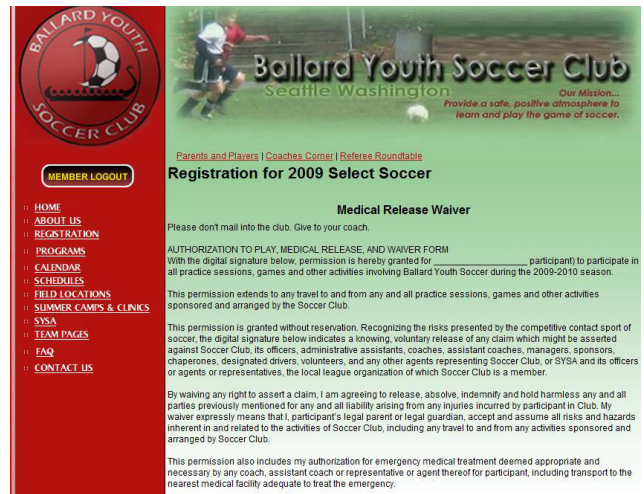 BALLARD YOUTH
SOCCER CLUB
Ballard Youth Soccer Club
Seattle Washington
Our Mission...
Provide a safe, positive atmosphere to
learn and play the game of soccer.
MEMBER LOGOUT
HOME
ABOUT US
REGISTRATION
PROGRAMS
CALENDAR
SCHEDULES
FIELD LOCATIONS
SUMMER CAMPS & CLINICS
SYSA
TEAM PAGES
FAQ
CONTACT US
Parents and Players | Coaches Corner | Referee Roundtable
Registration for 2009 Select Soccer
Medical Release Waiver
Please don't mail into the club. Give to your coach.
AUTHORIZATION TO PLAY, MEDICAL RELEASE, AND WAIVER FORM
With the digital signature below, permission is hereby granted for ____________________ participant) to participate in
all practice sessions, games and other activities involving Ballard Youth Soccer during the 2009-2010 season.
This permission extends to any travel to and from any and all practice sessions, games and other activities
sponsored and arranged by the Soccer Club.
This permission is granted without reservation. Recognizing the risks presented by the competitive contact sport of
soccer, the digital signature below indicates a knowing, voluntary release of any claim which might be asserted
against Soccer Club, its officers, administrative assistants, coaches, assistant coaches, managers, sponsors,
chaperones, designated drivers, volunteers, and any other agents representing Soccer Club, or SYSA and its officers
or agents or representatives, the local league organization of which Soccer Club is a member.
By waiving any right to assert a claim, I am agreeing to release, absolve, indemnify and hold harmless any and all
parties previously mentioned for any and all liability arising from any injuries incurred by participant in Club. My
waiver expressly means that I, participant's legal parent or legal guardian, accept and assume all risks and hazards
inherent in and related to the activities of Soccer Club, including any travel to and from any activities sponsored and
arranged by Soccer Club.
This permission also includes my authorization for emergency medical treatment deemed appropriate and
necessary by any coach, assistant coach or representative or agent thereof for participant, including transport to the
nearest medical facility adequate to treat the emergency.